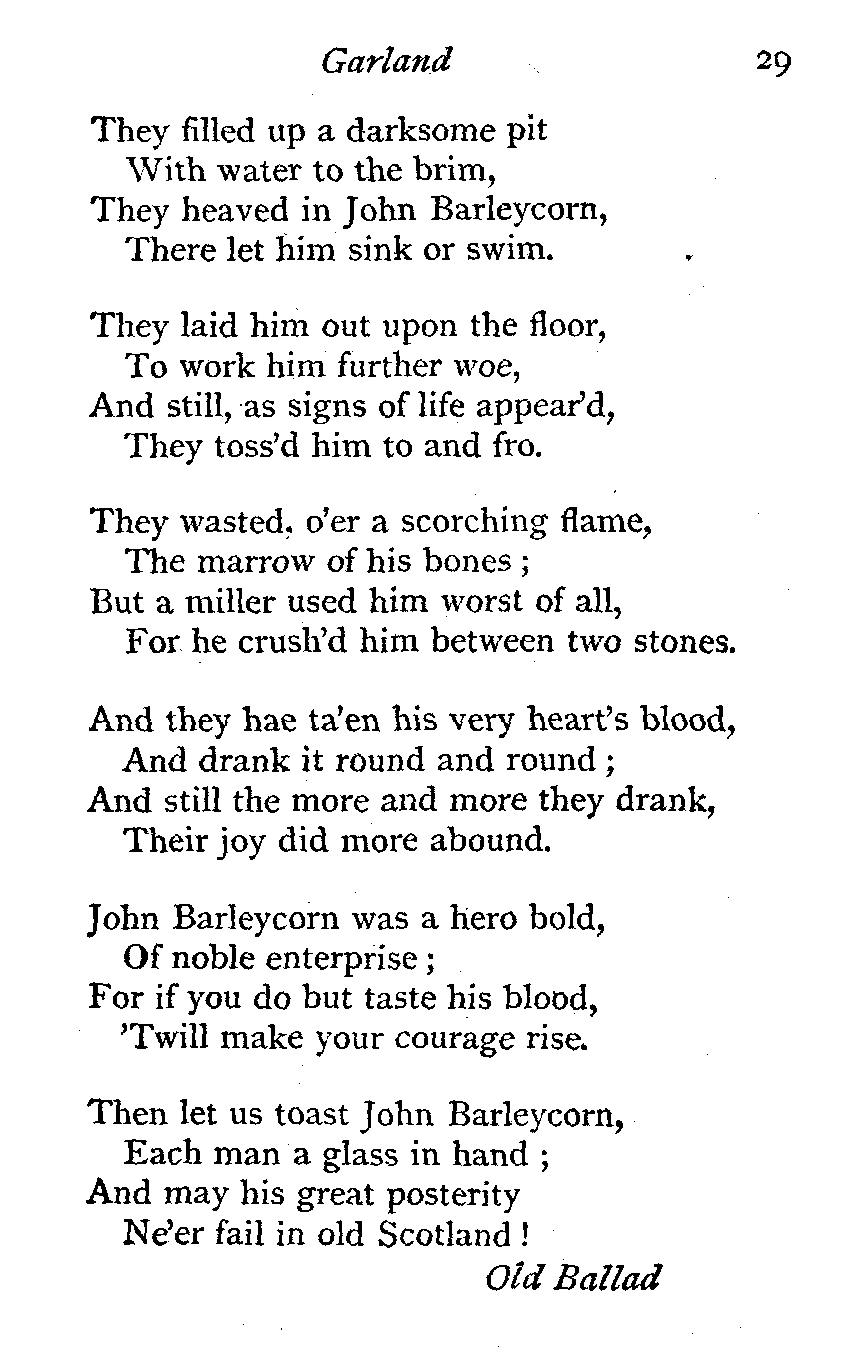 Garland 29
They filled up a darksome pit
With water to the brim,
They heaved in John Barleycorn,
There let him sink or swim.
They laid him out upon the floor,
To work him further woe,
And still, as signs of life appear'd,
They toss'd him to and fro.
They wasted, o'er a scorching flame,
The marrow of his bones ;
But a miller used him worst of all,
For he crush'd him between two stones.
And they hae ta'en his very heart's blood,
And drank it round and round ;
And still the more and more they drank,
Their joy did more abound.
John Barleycorn was a hero bold,
Of noble enterprise ;
For if you do but taste his blood,
'Twill make your courage rise.
Then let us toast John Barleycorn,
Each man a glass in hand ;
And may his great posterity
Ne'er fail in old Scotland !
Old Ballad